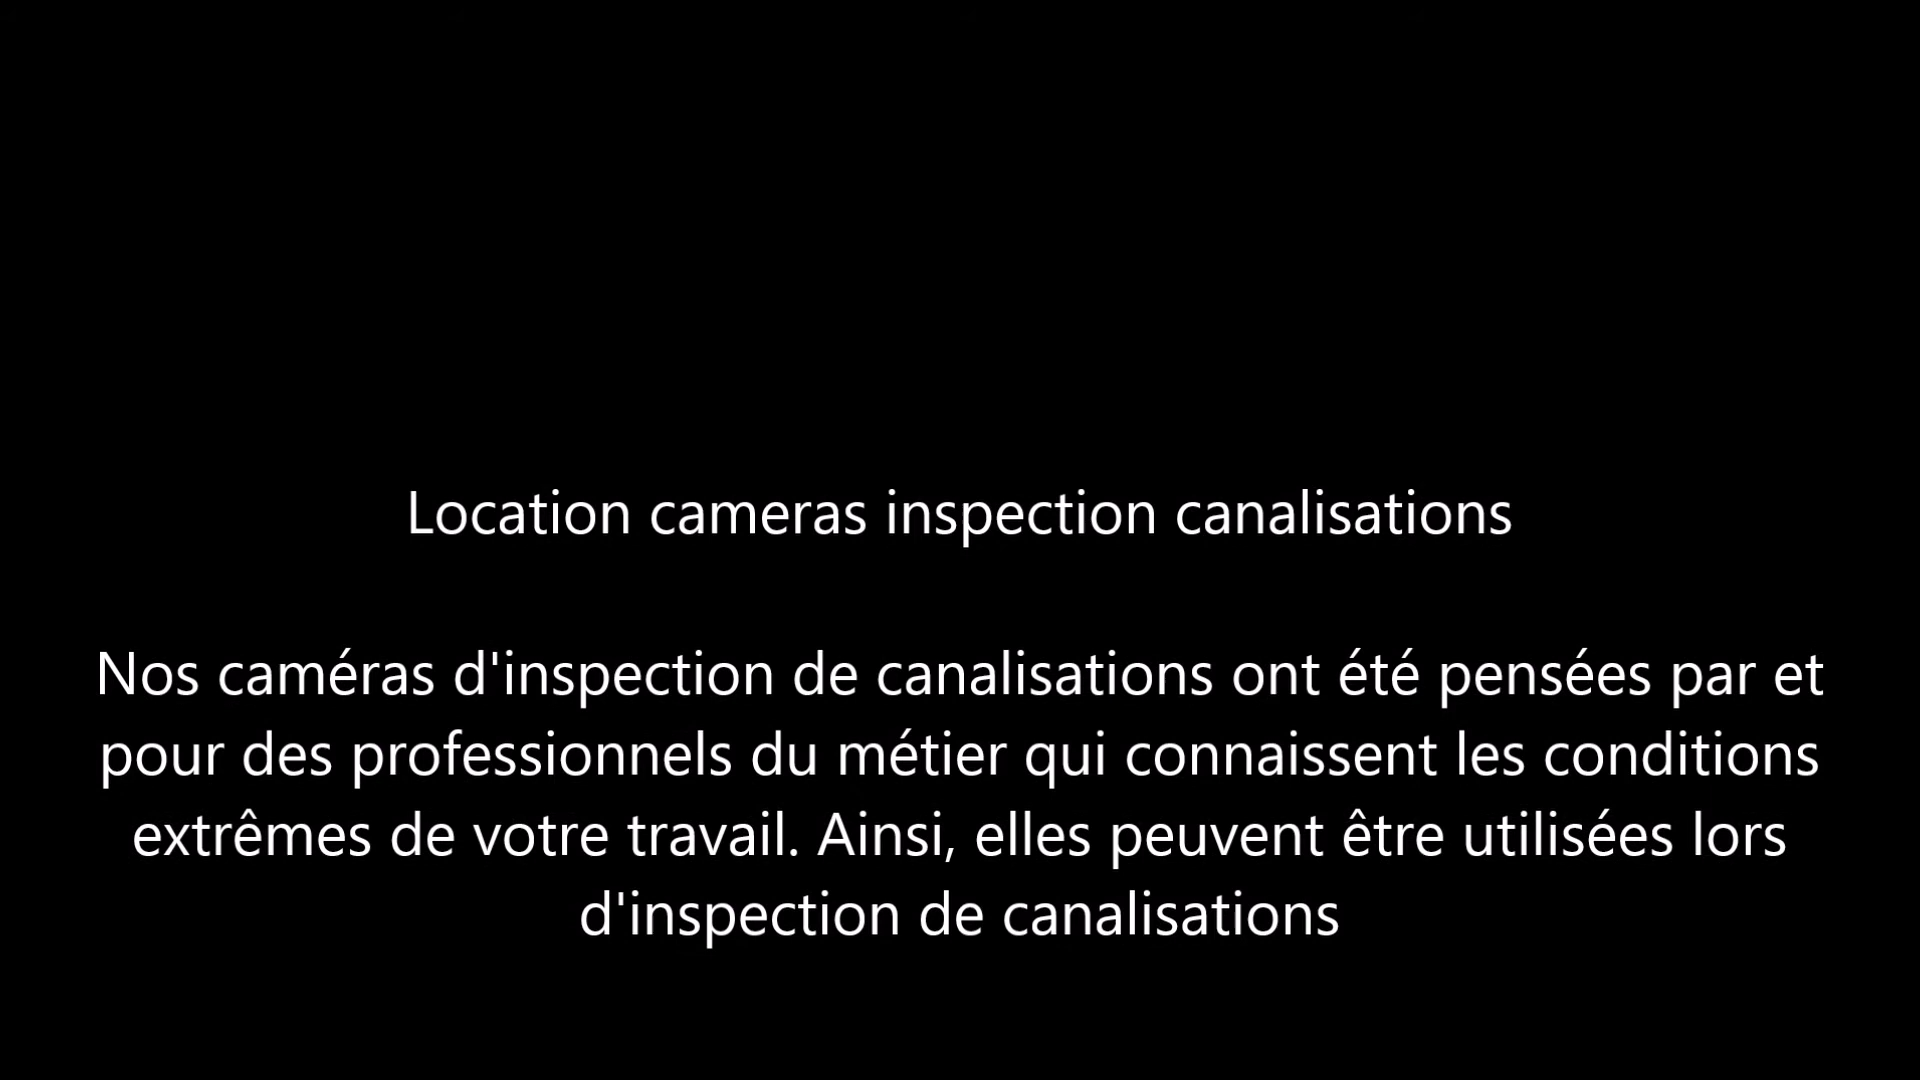 Location cameras inspection canalisations
Nos caméras d'inspection de canalisations ont été pensées par et
pour des professionnels du métier qui connaissent les conditions
extrêmes de votre travail. Ainsi, elles peuvent être utilisées lors
d'inspection de canalisations